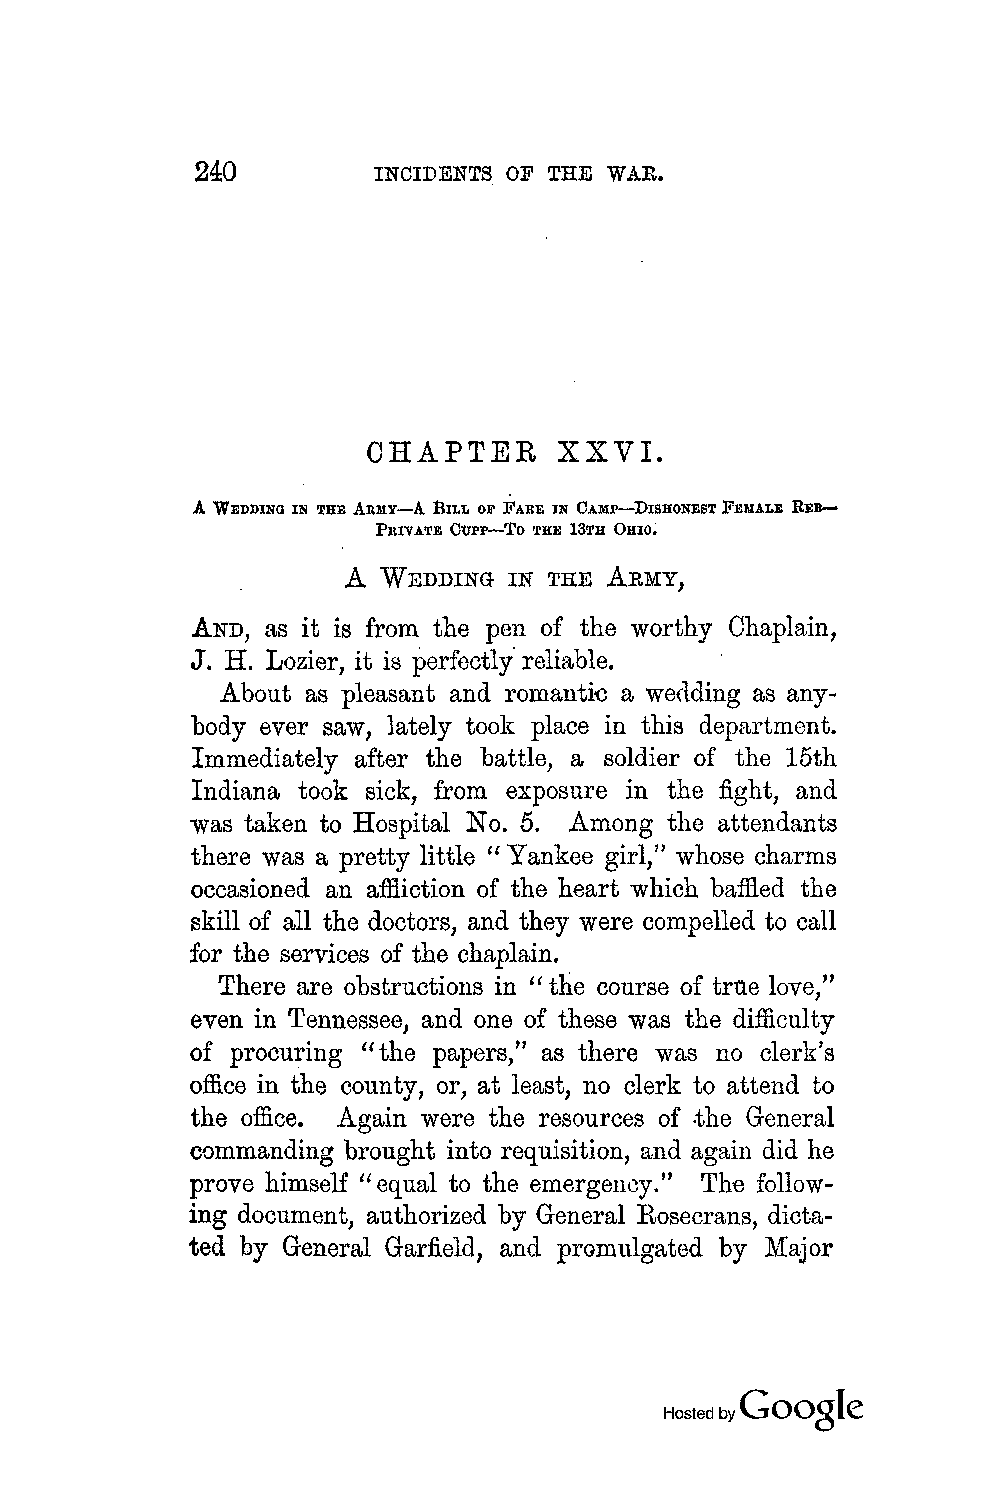 240 INCIDENTS OF THE WAR.
CHAPTER XXVI.
A WEDDING IN THE ARMY—A BILL OF FARE IN CAMP—DISHONEST FEMALE REB—
PRIVATE CUPP—TO THE 13TH OHIO.
A WEDDING IN THE ARMY,
AND, as it is from the pen of the worthy Chaplain,
J. H. Lozier, it is perfectly reliable.
About as pleasant and romantic a wedding as any-
body ever saw, lately took place in this department.
Immediately after the battle, a soldier of the 15th
Indiana took sick, from exposure in the fight, and
was taken to Hospital No. 5. Among the attendants
there was a pretty little "Yankee girl," whose charms
occasioned an affliction of the heart which baffled the
skill of all the doctors, and they were compelled to call
for the services of the chaplain.
There are obstructions in "the course of true love,"
even in Tennessee, and one of these was the difficulty
of procuring "the papers," as there was no clerk's
office in the county, or, at least, no clerk to attend to
the office. Again were the resources of the General
commanding brought into requisition, and again did he
prove himself "equal to the emergency." The follow-
ing document, authorized by General Rosecrans, dicta-
ted by General Garfield, and promulgated by Major
Hosted by Google